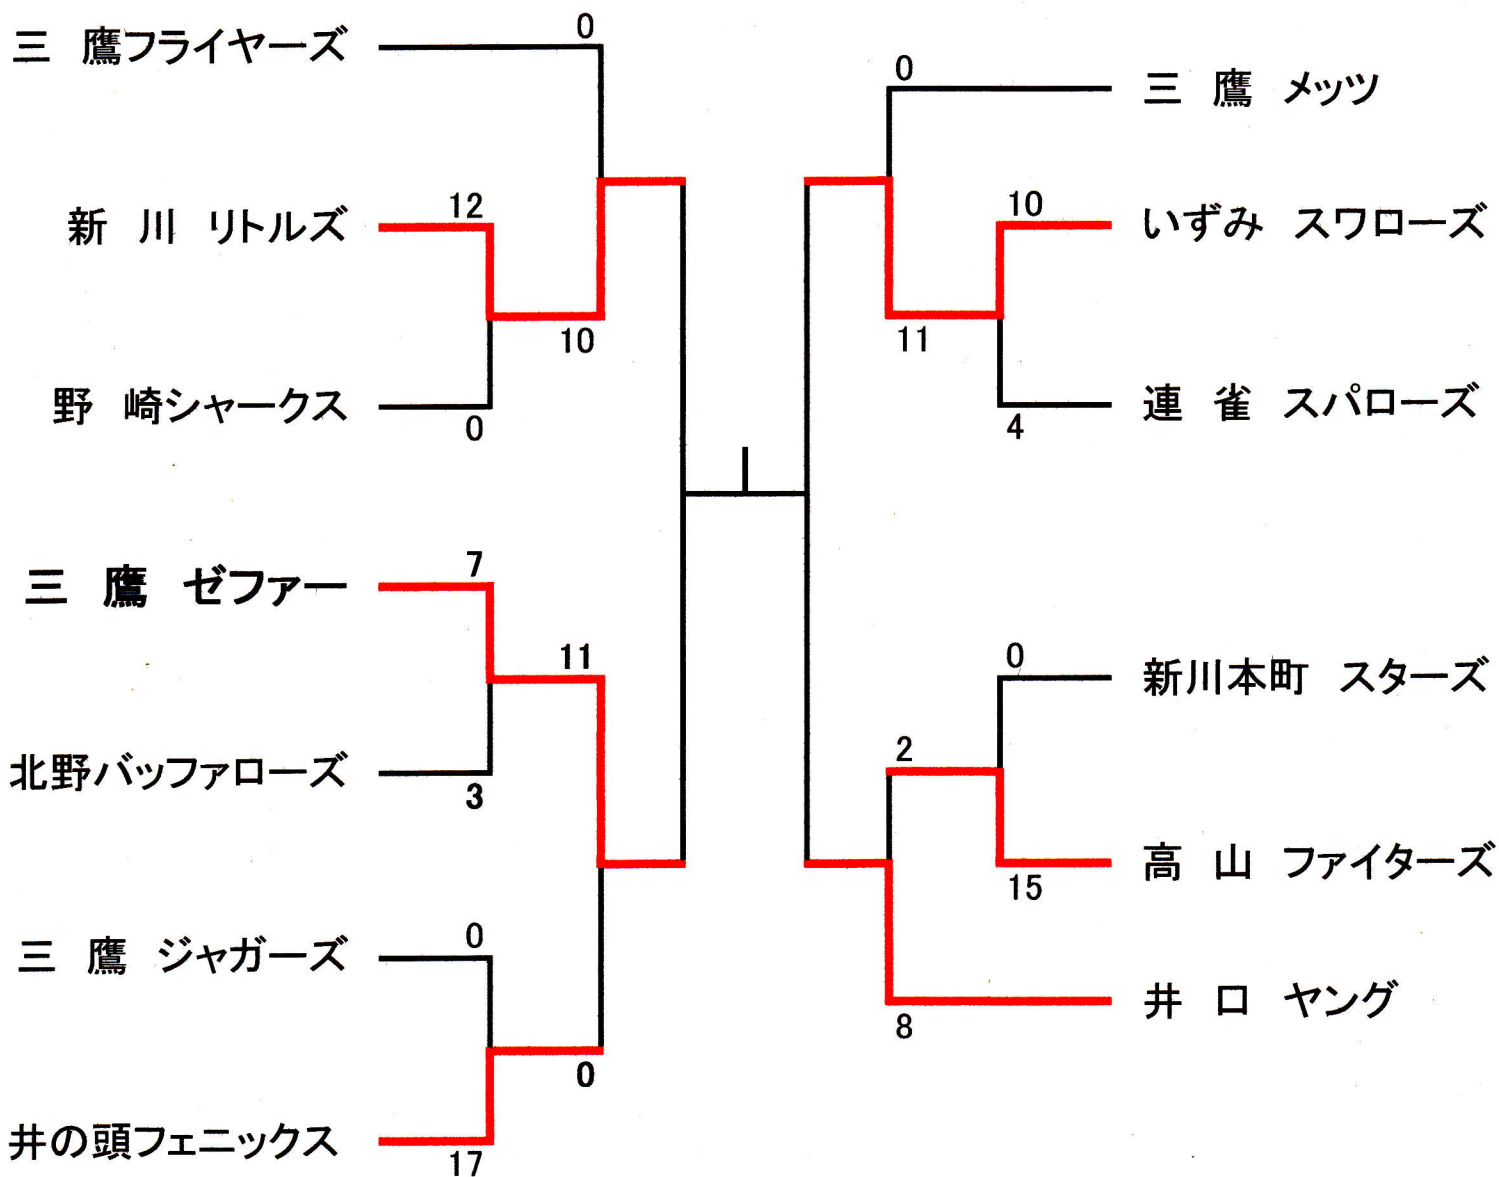 三 鷹フライヤーズ
0
新 川 リトルズ
12
10
野 崎シャークス
0
三 鷹 ゼファー
7
11
北野バッファローズ
3
三 鷹 ジャガーズ
0
0
井の頭フェニックス
17
0
三 鷹 メッツ
10
いずみ スワローズ
11
連 雀 スパローズ
4
0
新川本町 スターズ
2
高 山 ファイターズ
15
井 口 ヤング
8